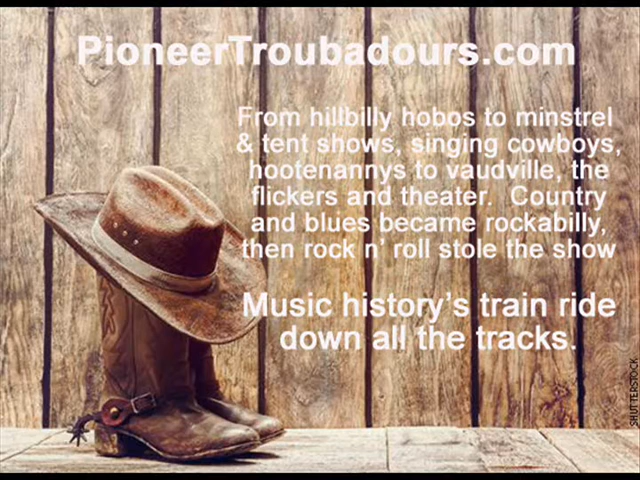 PioneerTroubadours.com
From hillbilly hobos to minstrel
& tent shows, singing cowboys,
hootenannys to vaudville, the
flickers and theater.  Country
and blues became rockabilly,
then rock n' roll stole the show
Music history's train ride
down all the tracks.
SHUTTERSTOCK